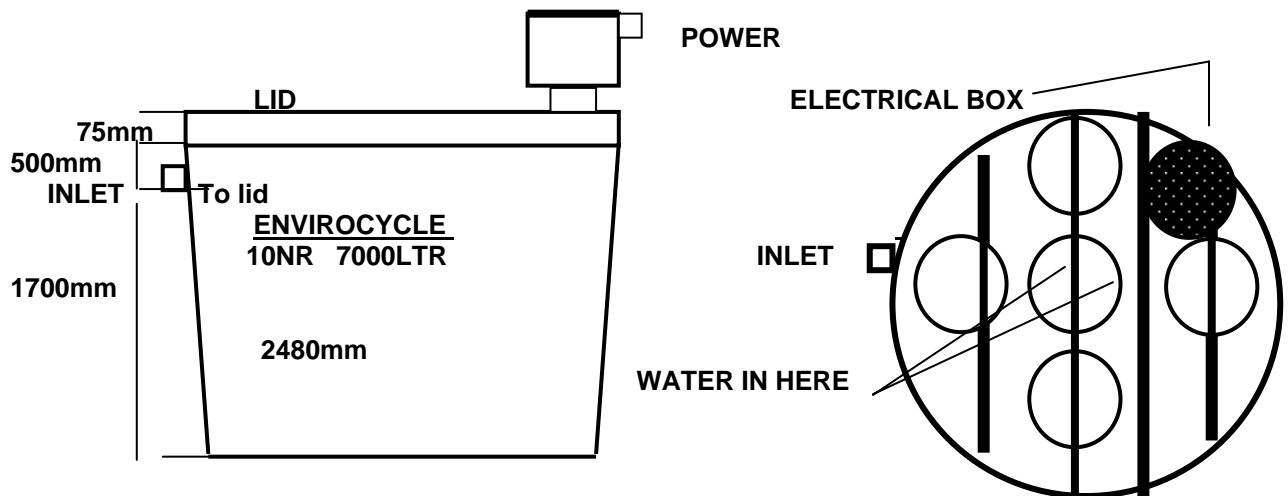 POWER
LID
ELECTRICAL BOX
75mm
500mm
INLET To lid
ENVIROCYCLE
10NR 7000LTR
INLET
1700mm
2480mm
WATER IN HERE